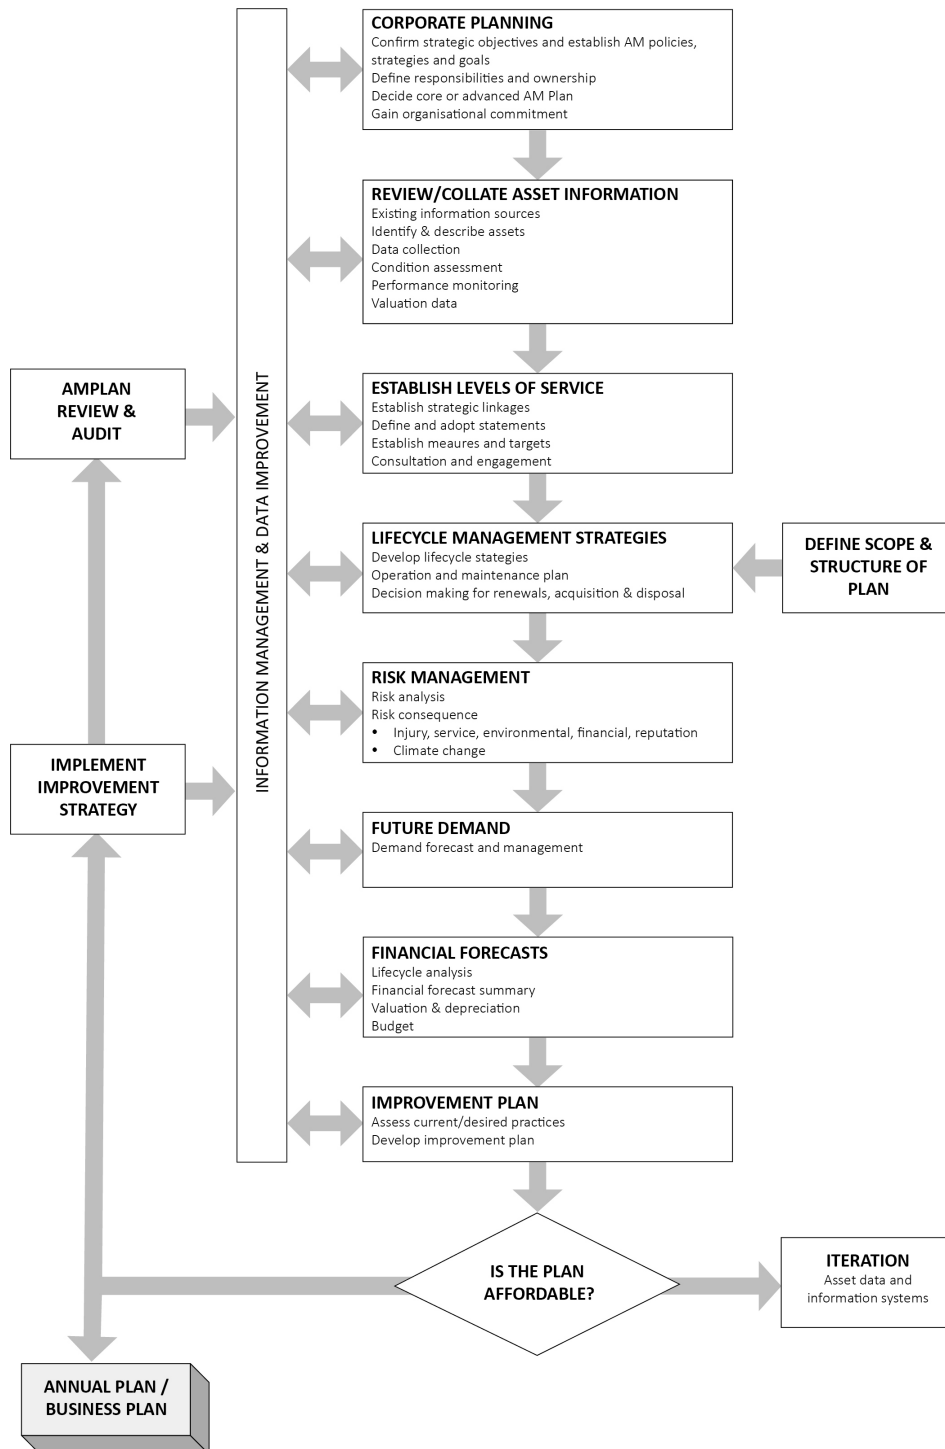 CORPORATE PLANNING
Confirm strategic objectives and establish AM policies,
strategies and goals
Define responsibilities and ownership
Decide core or advanced AM Plan
Gain organisational commitment
REVIEW/COLLATE ASSET INFORMATION
Existing information sources
Identify & describe assets
Data collection
Condition assessment
Performance monitoring
Valuation data
AMPLAN
REVIEW &
AUDIT
INFORMATION MANAGEMENT & DATA IMPROVEMENT
ESTABLISH LEVELS OF SERVICE
Establish strategic linkages
Define and adopt statements
Establish meaures and targets
Consultation and engagement
LIFECYCLE MANAGEMENT STRATEGIES
Develop lifecycle stategies
Operation and maintenance plan
Decision making for renewals, acquisition & disposal
DEFINE SCOPE &
STRUCTURE OF
PLAN
RISK MANAGEMENT
Risk analysis
Risk consequence
• Injury, service, environmental, financial, reputation
• Climate change
IMPLEMENT
IMPROVEMENT
STRATEGY
FUTURE DEMAND
Demand forecast and management
FINANCIAL FORECASTS
Lifecycle analysis
Financial forecast summary
Valuation & depreciation
Budget
IMPROVEMENT PLAN
Assess current/desired practices
Develop improvement plan
IS THE PLAN
AFFORDABLE?
ITERATION
Asset data and
information systems
ANNUAL PLAN /
BUSINESS PLAN